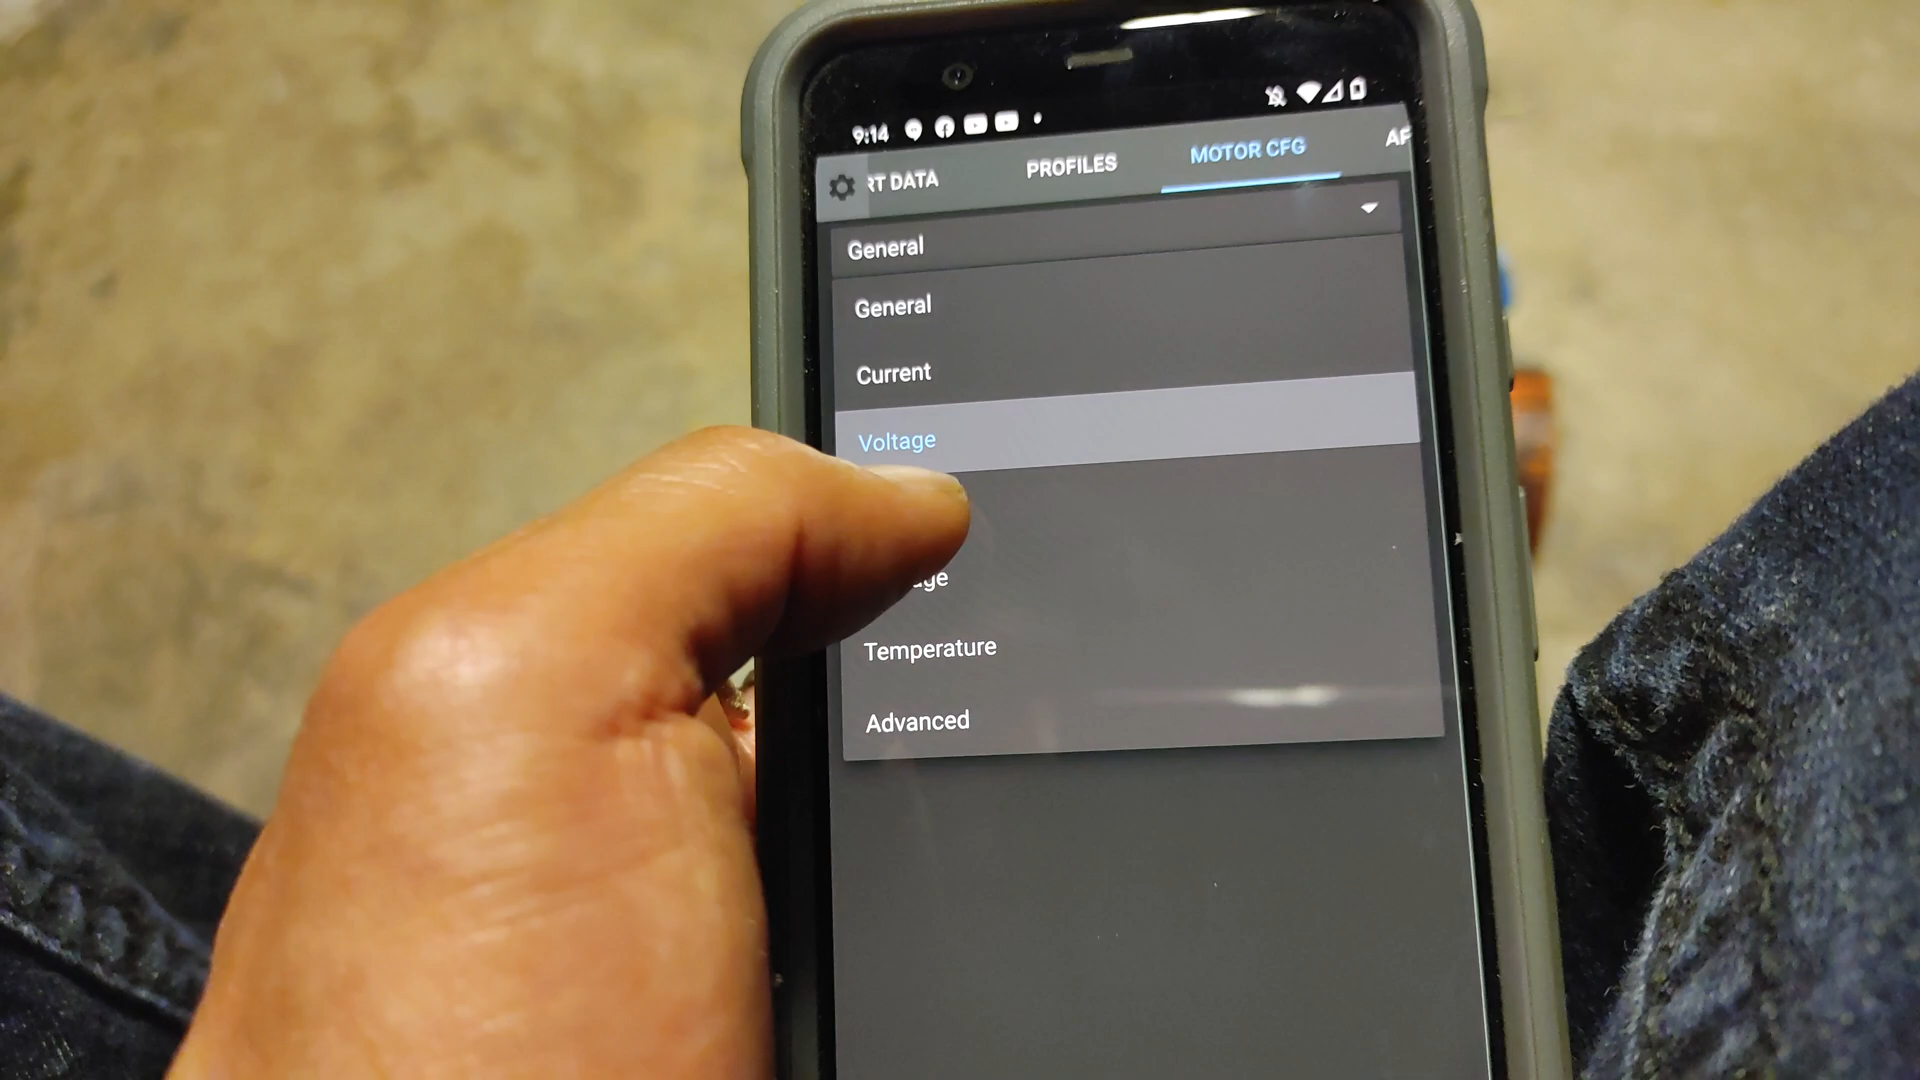 9:14
RT DATA PROFILES MOTOR CFG
General
General
Current
Voltage
Temperature
Advanced